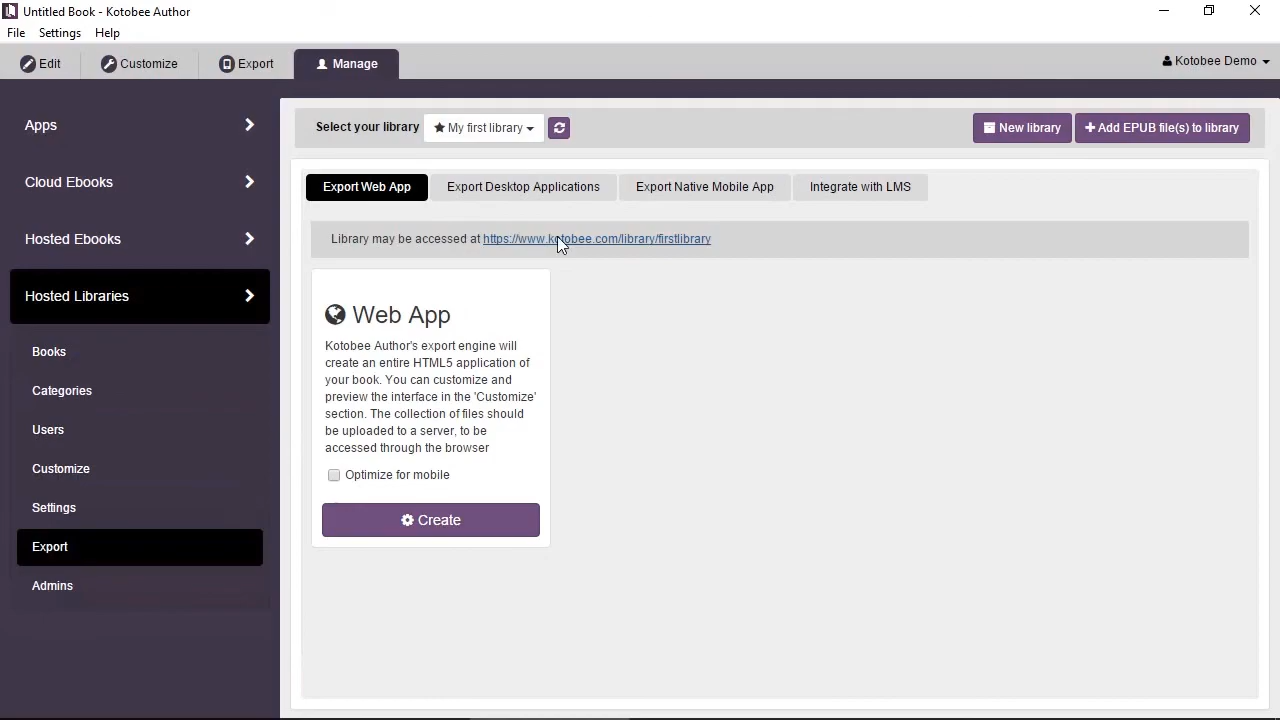 Untitled Book - Kotobee Author
File Settings Help
Edit Customize Export Manage Kotobee Demo
Apps
Cloud Ebooks
Hosted Ebooks
Hosted Libraries
Books
Categories
Users
Customize
Settings
Export
Admins
Select your library My first library New library Add EPUB file(s) to library
Export Web App Export Desktop Applications Export Native Mobile App Integrate with LMS
Library may be accessed at https://www.kotobee.com/library/firstlibrary
Web App
Kotobee Author's export engine will
create an entire HTML5 application of
your book. You can customize and
preview the interface in the 'Customize'
section. The collection of files should
be uploaded to a server, to be
accessed through the browser
Optimize for mobile
Create